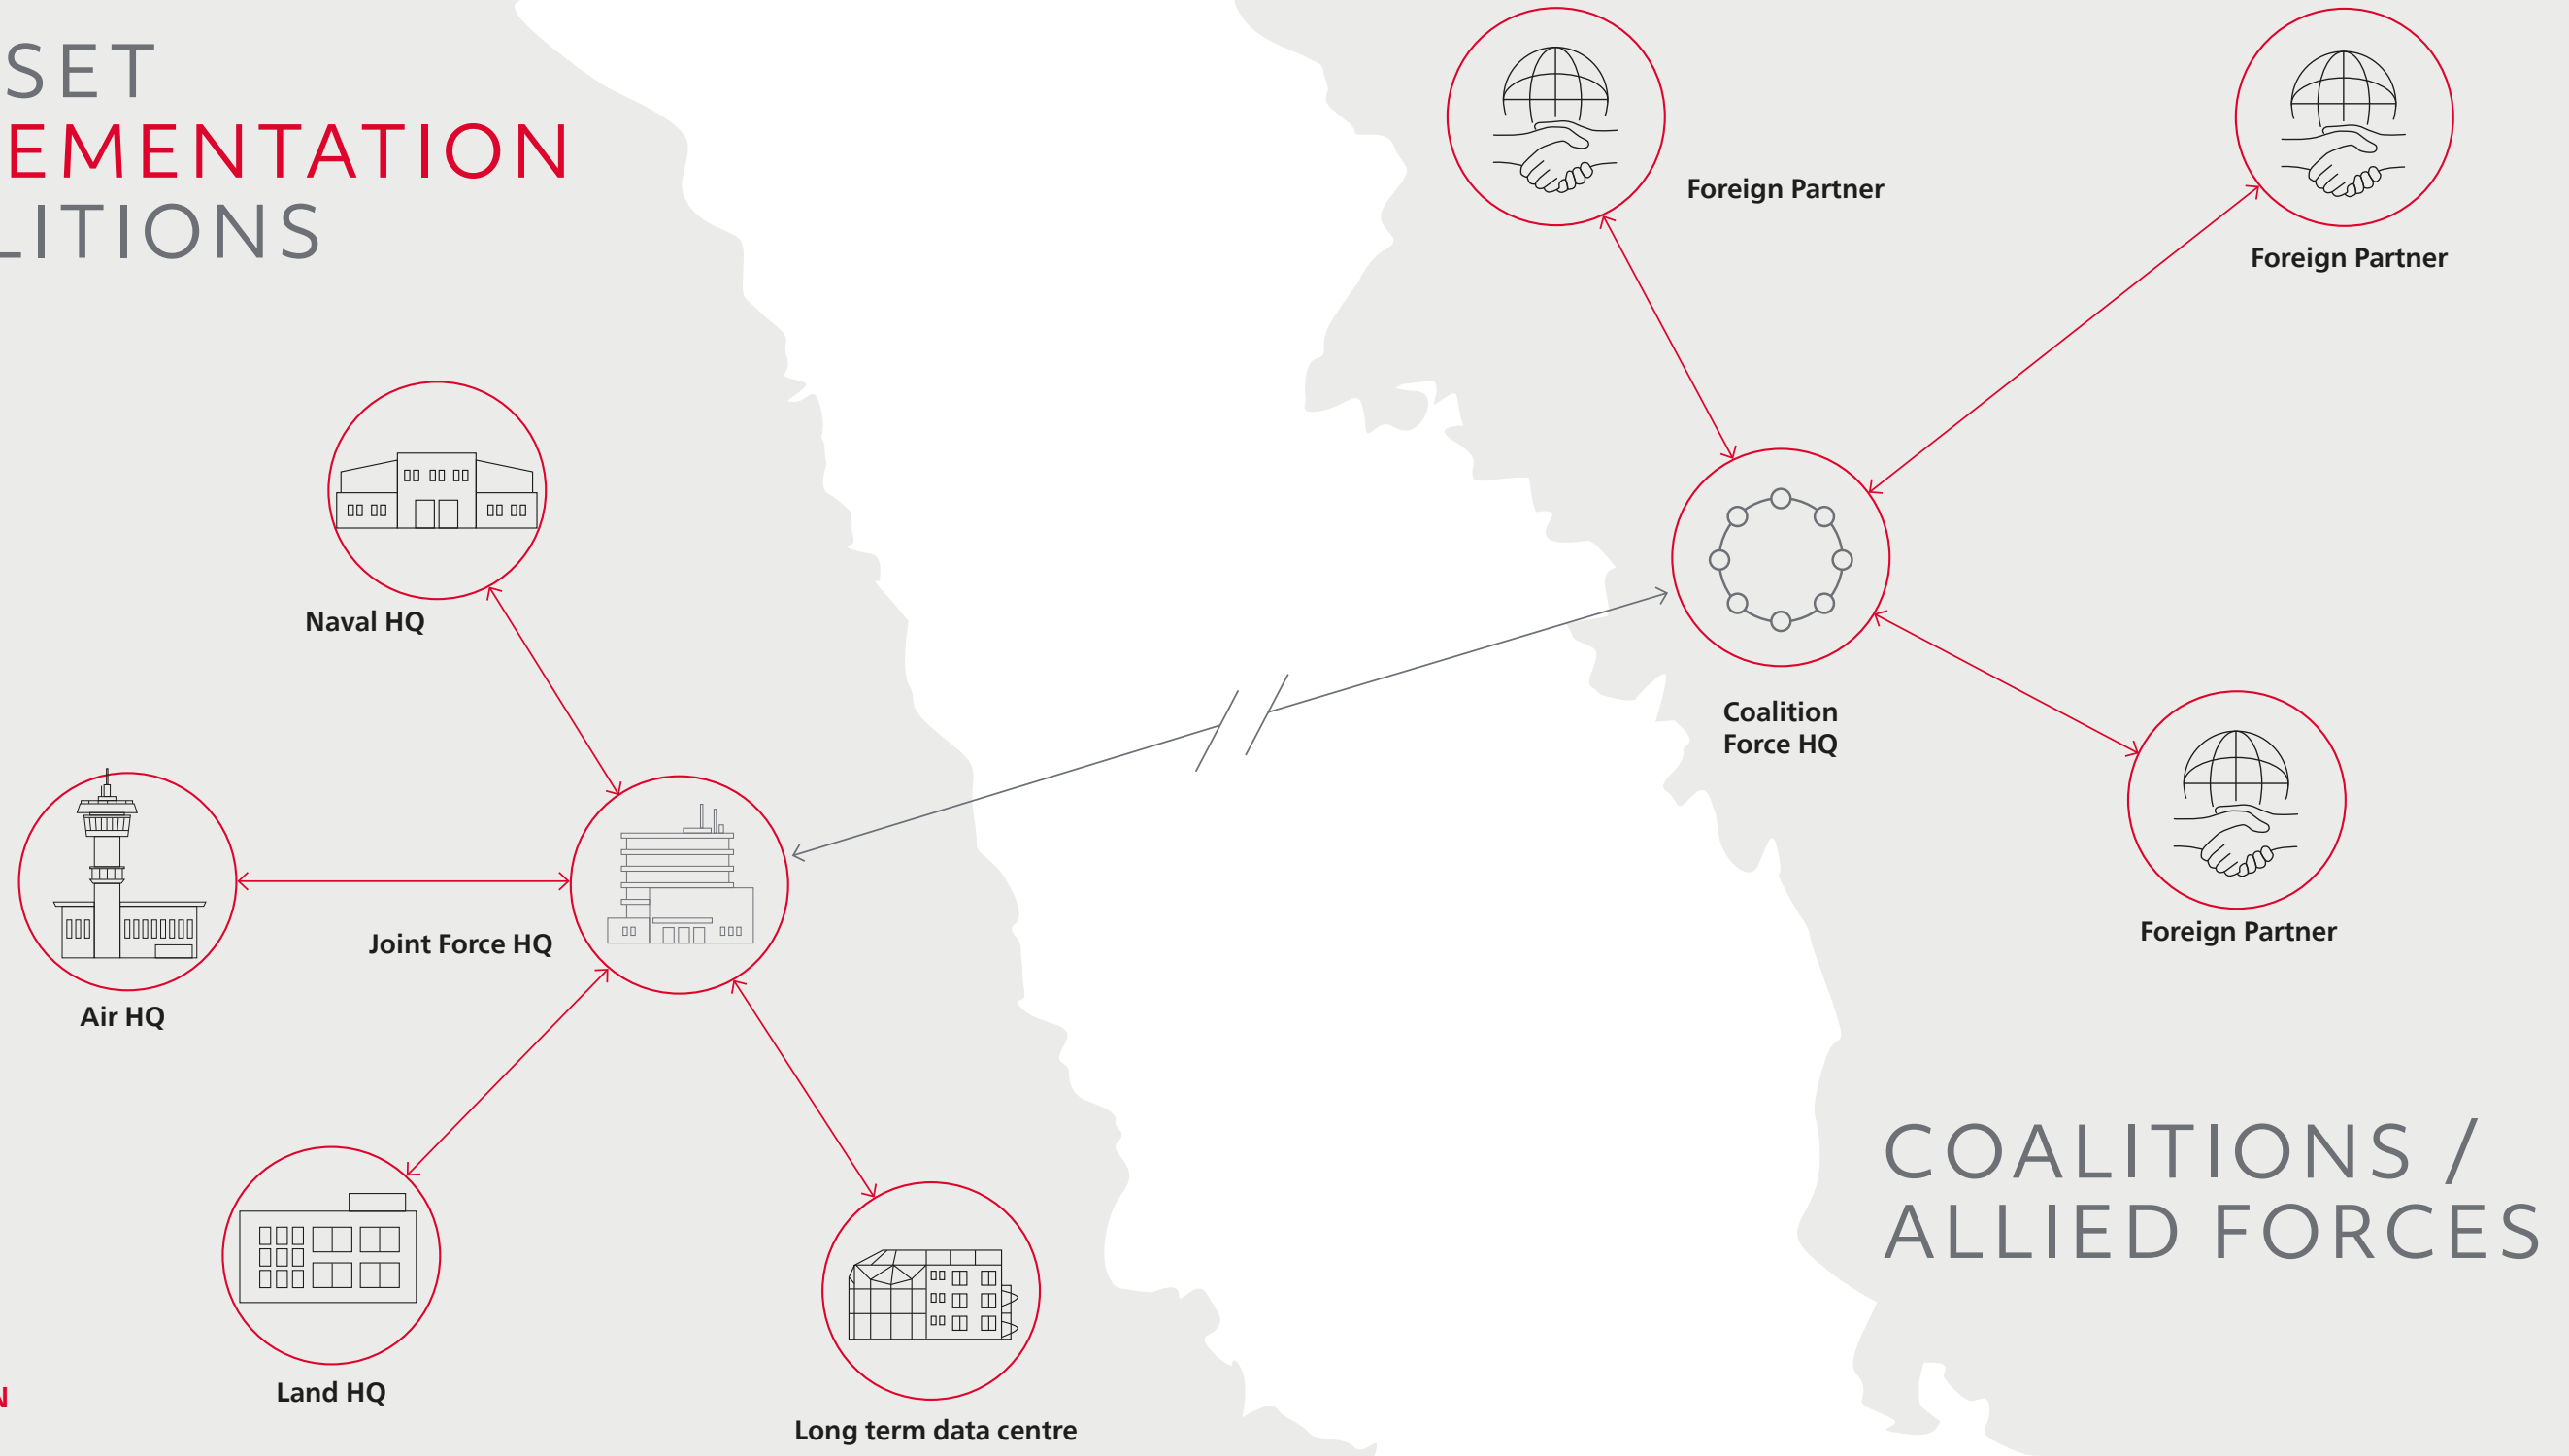 SET
EMENTATION
LITIONS
Foreign Partner
Foreign Partner
Naval HQ
Coalition
Force HQ
Foreign Partner
Joint Force HQ
Air HQ
COALITIONS /
ALLIED FORCES
Land HQ
N
Long term data centre